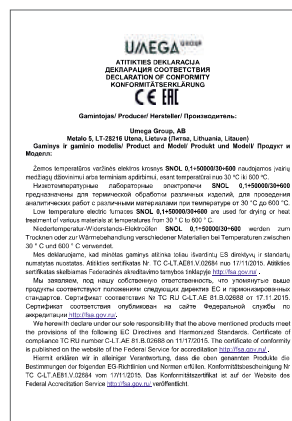 UMEGA GROUP
ATITIKTIES DEKLARACIJA
ДЕКЛАРАЦИЯ СООТВЕТСТВИЯ
DECLARATION OF CONFORMITY
KONFORMITÄTSERKLÄRUNG
CE EAC
Gamintojas/ Producer/ Hersteller/ Производитель:
Umega Group, AB
Metalo 5, LT-28216 Utena, Lietuva (Литва, Lithuania, Litauen)
Gaminys ir gaminio modelis/ Product and Model/ Produkt und Modell/ Продукт и
Модель:
Žemos temperatūros varžinės elektros krosnys SNOL 0,1÷50000/30÷600 naudojamos įvairių
medžiagų džiovinimui arba terminiam apdirbimui, esant temperatūrai nuo 30 °C iki 600 °C.
Низкотемпературные лабораторные электропечи SNOL 0,1÷50000/30÷600
предназначены для термической обработки различных изделий, для проведения
аналитических работ с различными материалами при температуре от 30 °C до 600 °C.
Low temperature electric furnaces SNOL 0,1÷50000/30÷600 are used for drying or heat
treatment of various materials at temperatures from 30 ° C to 600 ° C.
Niedertemperatur-Widerstands-Elektroöfen SNOL 0,1÷50000/30÷600 werden zum
Trocknen oder zur Wärmebehandlung verschiedener Materialien bei Temperaturen zwischen
30 ° C und 600 ° C verwendet.
Mes deklaruojame, kad minėtas gaminys atitinka toliau išvardintų ES direktyvų ir standartų
numatytas nuostatas. Atitikties sertifikatas Nr. TC RU C-LT.AE 81.B.02684 nuo 17.11.2015. Atitikties
sertifikatas skelbiamas Federacinės akreditavimo tarnybos tinklapyje http://fsa.gov.ru/ .
Мы заявляем, под нашу собственную ответственность, что упомянутые выше
продукты соответствуют положениям следующих директив ЕС и гармонизированных
стандартов. Сертификат соответствия № TC RU C-LT.AE 81.B.02688 от 17.11.2015.
Сертификат соответствия опубликован на сайте Федеральной службы по
аккредитации http://fsa.gov.ru/.
We herewith declare under our sole responsibility that the above mentioned products meet
the provisions of the following EC Directives and Harmonized Standards. Certificate of
compliance TC RU number C-LT.AE 81.B.02684 on 11/17/2015. The certificate of conformity
is published on the website of the Federal Service for accreditation http://fsa.gov.ru/ .
Hiermit erklären wir in alleiniger Verantwortung, dass die oben genannten Produkte die
Bestimmungen der folgenden EG-Richtlinien und Normen erfüllen. Konformitätsbescheinigung Nr
TC C-LT.AE81.V.02684 vom 17/11/2015. Das Konformitätszertifikat ist auf der Website des
Federal Accreditation Service http://fsa.gov.ru/ veröffentlicht.